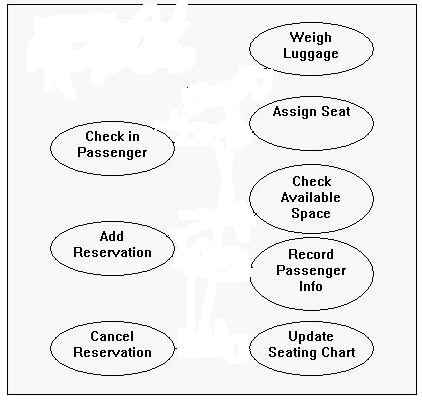 Weigh
Luggage
Assign Seat
Check in
Passenger
Check
Available
Space
Add
Reservation
Record
Passenger
Info
Cancel
Reservation
Update
Seating Chart